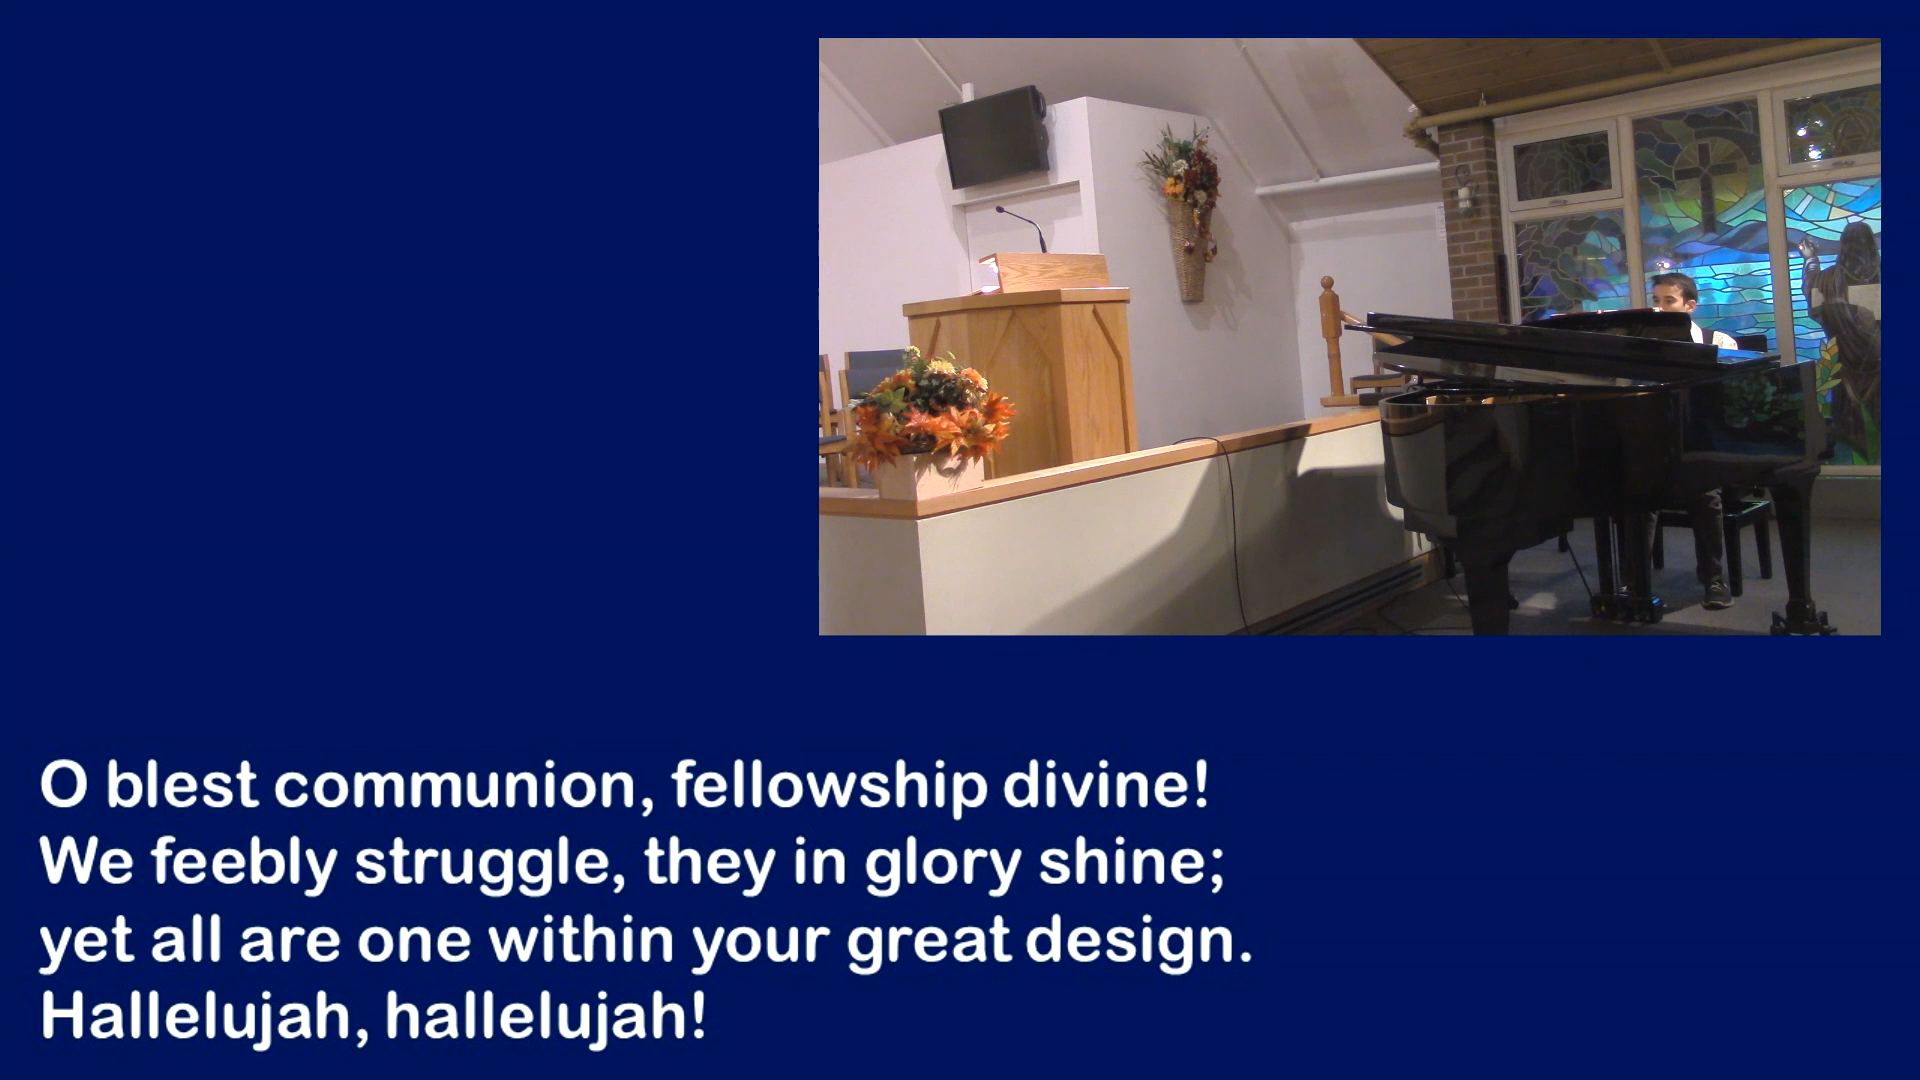 O blest communion, fellowship divine!
We feebly struggle, they in glory shine;
yet all are one within your great design.
Hallelujah, hallelujah!